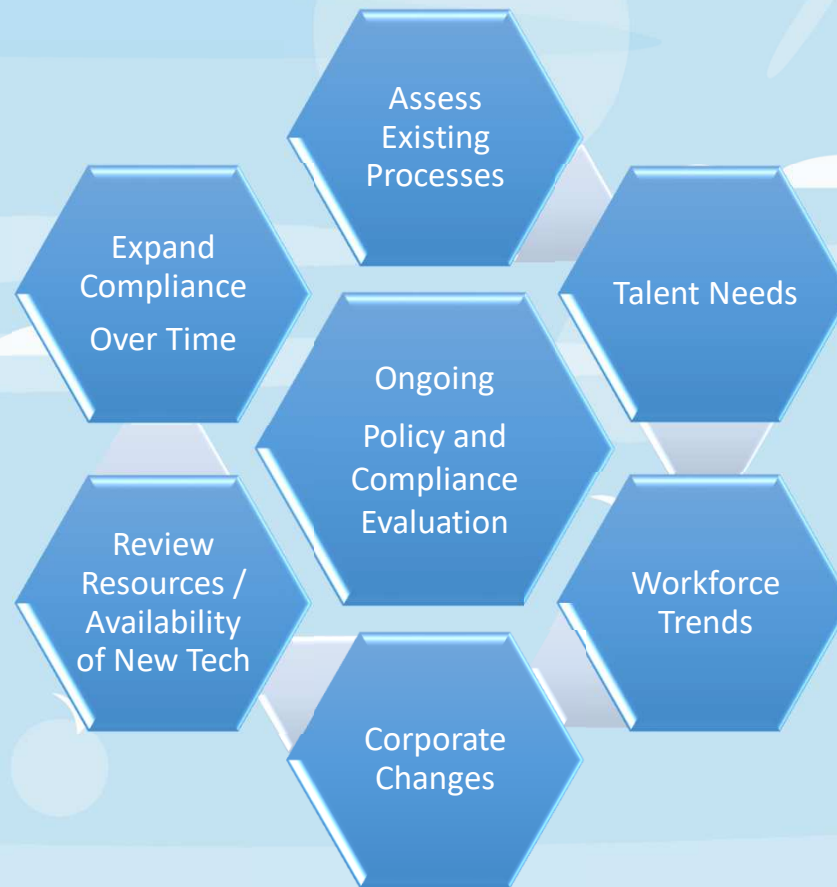 Assess
Existing
Processes
Talent Needs
Workforce
Trends
Corporate
Changes
Review
Resources /
Availability
of New Tech
Expand
Compliance
Over Time
Ongoing
Policy and
Compliance
Evaluation